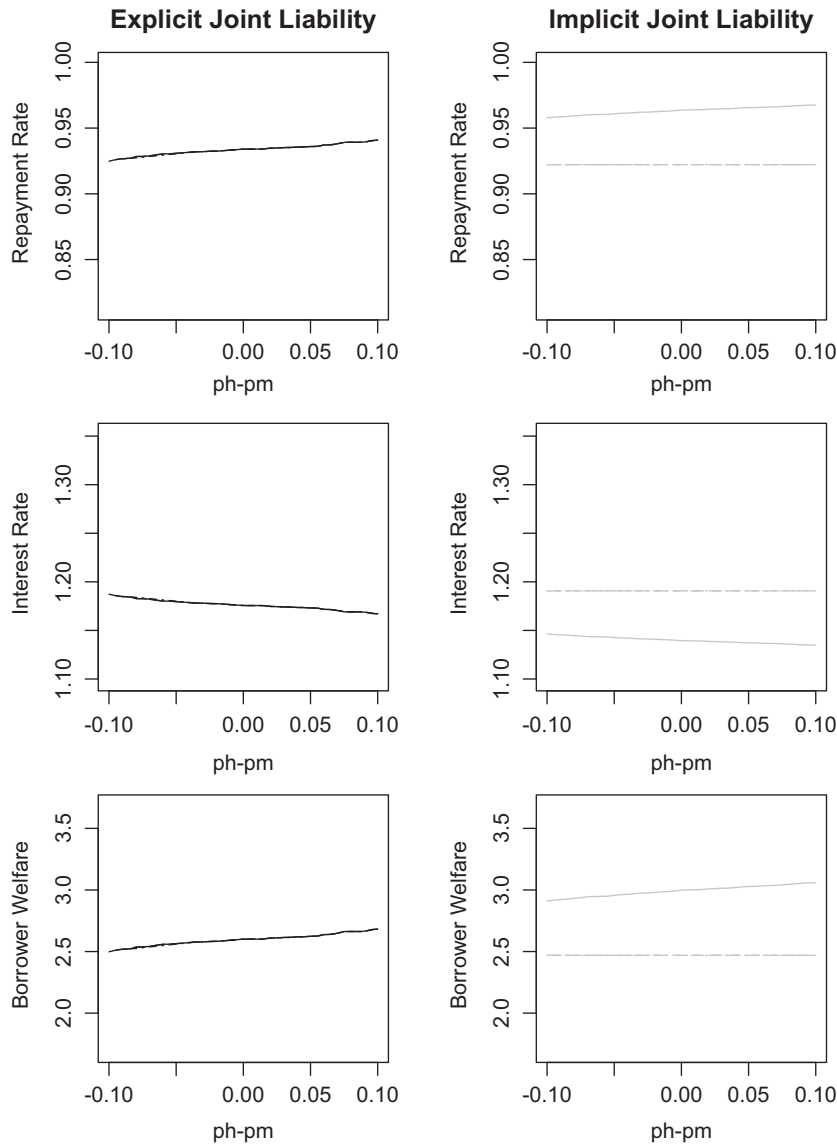 Explicit Joint Liability
Repayment Rate
1.00
0.95
0.90
0.85
-0.10 0.00 0.05 0.10
ph-pm
Implicit Joint Liability
Repayment Rate
1.00
0.95
0.90
0.85
-0.10 0.00 0.05 0.10
ph-pm
Interest Rate
1.30
1.20
1.10
-0.10 0.00 0.05 0.10
ph-pm
Interest Rate
1.30
1.20
1.10
-0.10 0.00 0.05 0.10
ph-pm
Borrower Welfare
3.5
3.0
2.5
2.0
-0.10 0.00 0.05 0.10
ph-pm
Borrower Welfare
3.5
3.0
2.5
2.0
-0.10 0.00 0.05 0.10
ph-pm